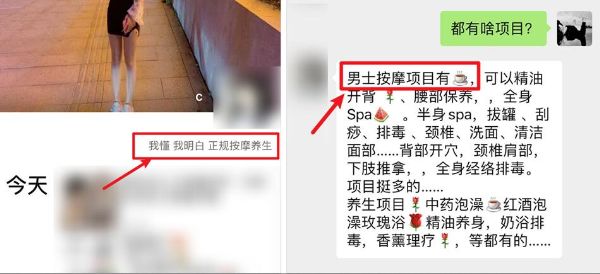 C
我懂 我明白 正规按摩养生
今天
都有啥项目?
男士按摩项目有☕，可以精油
开背🌹、腰部保养，，全身
Spa🍉 。半身spa，拔罐 、刮
痧、排毒 、颈椎、洗面、清洁
面部......背部开穴，颈椎肩部，
下肢推拿，，全身经络排毒。
项目挺多的......
养生项目🌹中药泡澡☕红酒泡
澡玫瑰浴🌹精油养身，奶浴排
毒，香薰理疗🌹，等都有的......